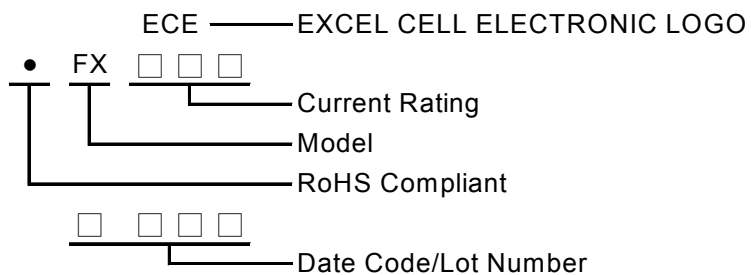 ECE EXCEL CELL ELECTRONIC LOGO
• FX □ □ □
Current Rating
Model
RoHS Compliant
□ □ □ □
Date Code/Lot Number